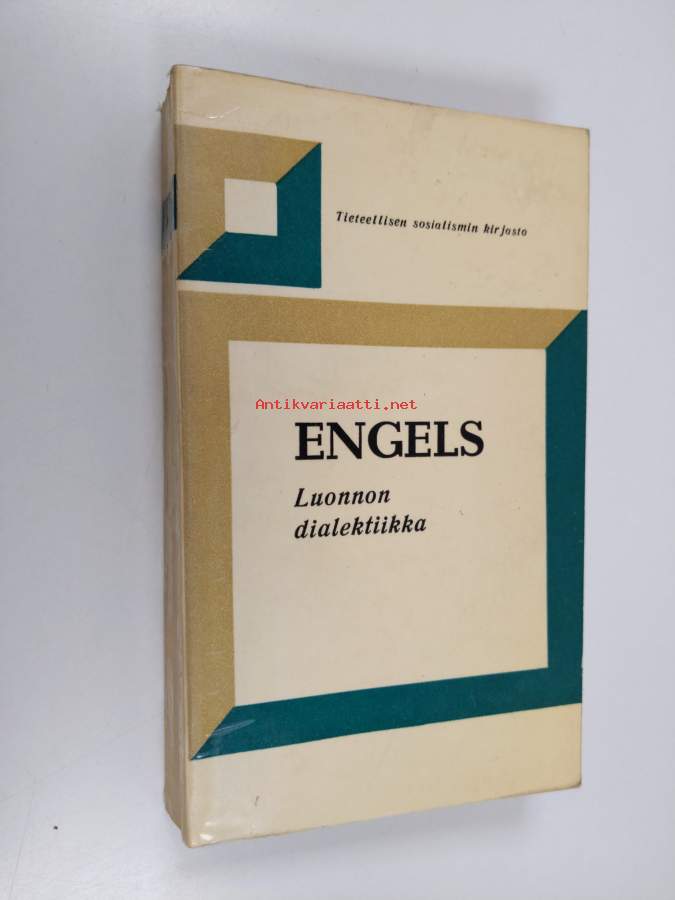 Tieteellisen sosialismin kirjasto
Antikvariaatti.net
ENGELS
Luonnon
dialektiikka